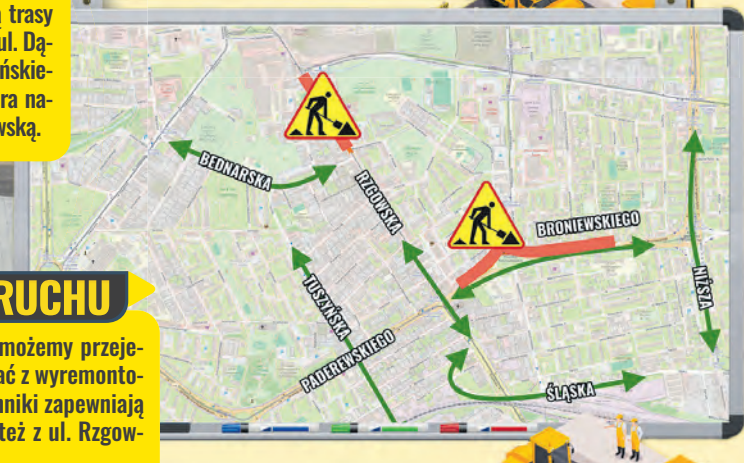 trasy
ul. Dą-
ńskie-
ra na-
wską.
BEDNARSKA
RZGOWSKA
BRONIEWSKIEGO
TUSZYŃSKA
NIŻSZA
PADEREWSKIEGO
ŚLĄSKA
RUCHU
możemy przeje-
ać z wyremonto-
nniki zapewniają
też z ul. Rzgow-